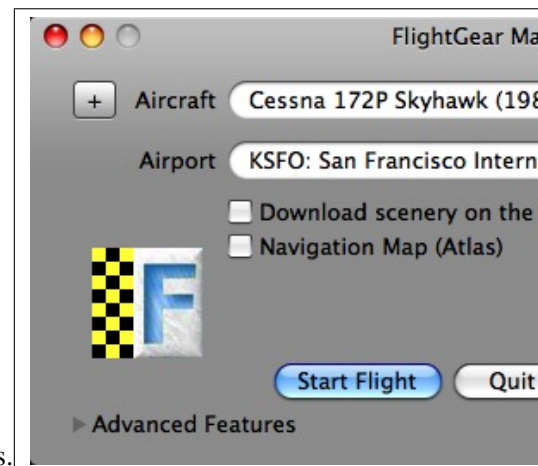 FlightGear Ma
+ Aircraft Cessna 172P Skyhawk (198
Airport KSFO: San Francisco Intern
Download scenery on the
Navigation Map (Atlas)
F
Start Flight Quit
Advanced Features
s.